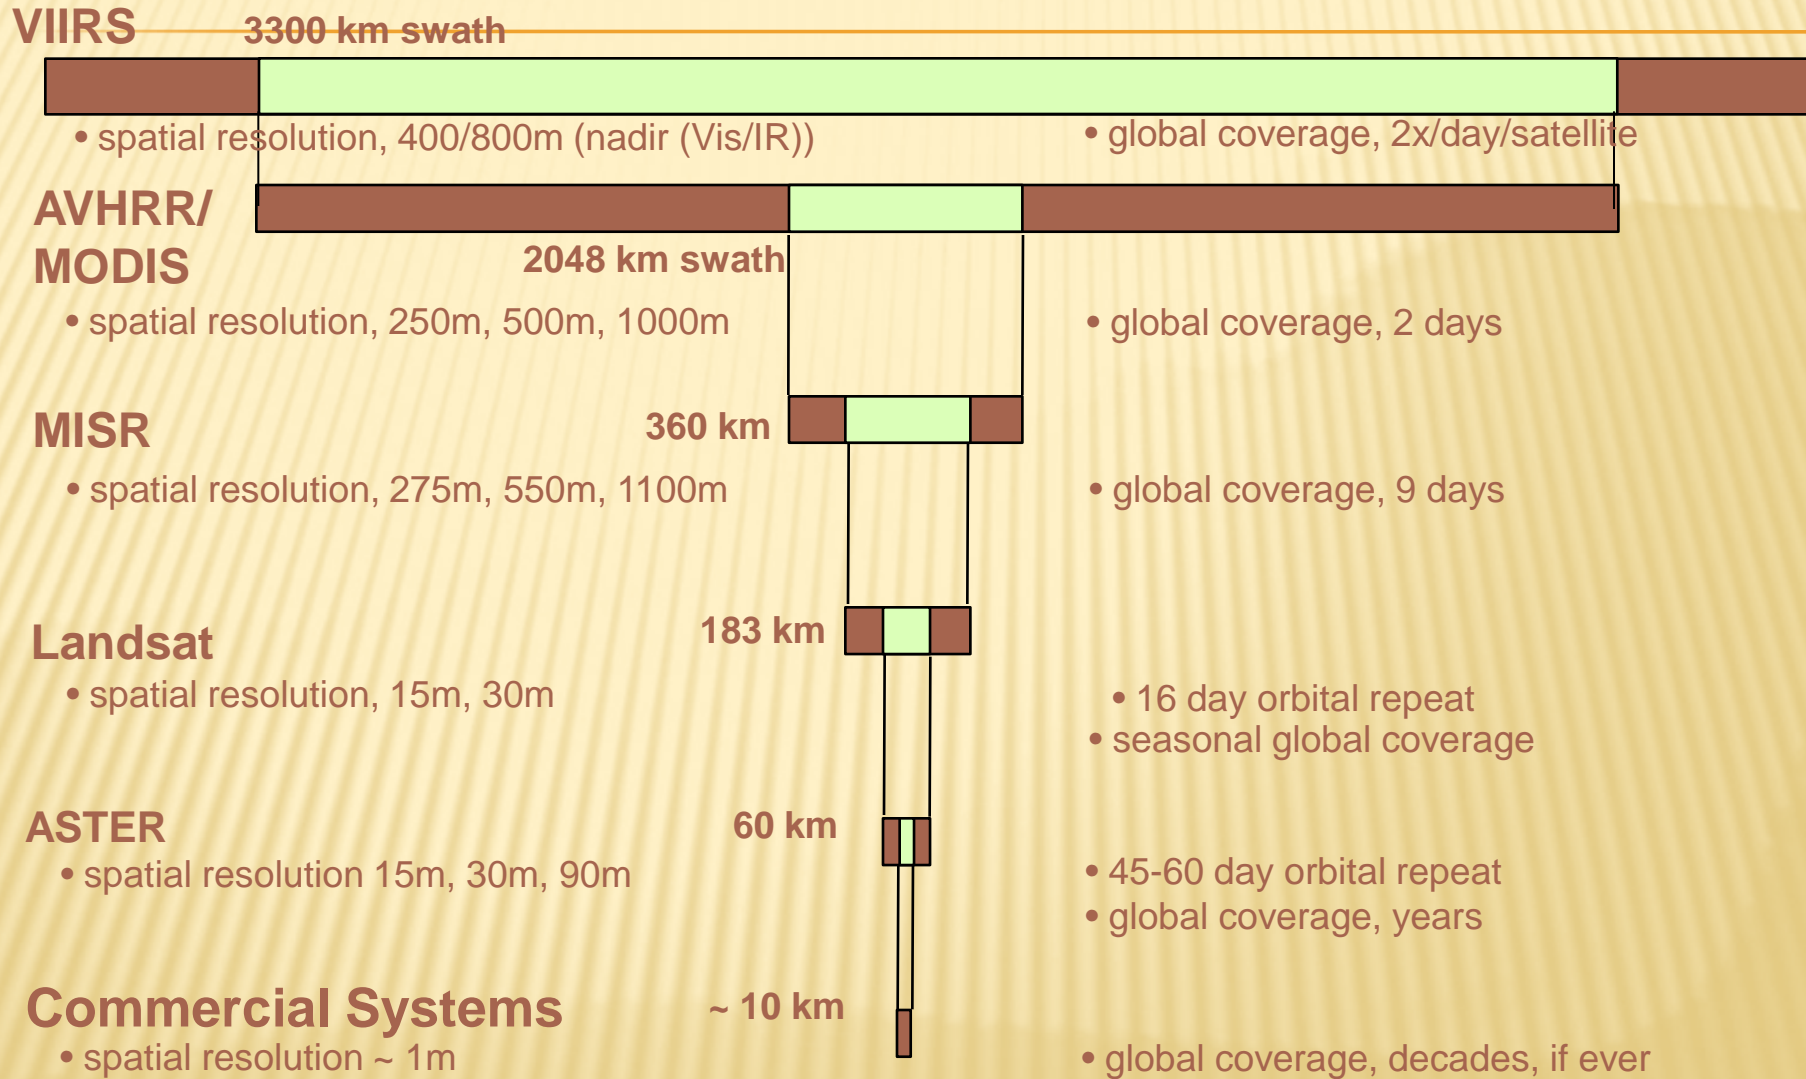 VIIRS 3300 km swath
• spatial resolution, 400/800m (nadir (Vis/IR)) • global coverage, 2x/day/satellite
AVHRR/
MODIS 2048 km swath
• spatial resolution, 250m, 500m, 1000m • global coverage, 2 days
MISR 360 km
• spatial resolution, 275m, 550m, 1100m • global coverage, 9 days
Landsat 183 km
• spatial resolution, 15m, 30m • 16 day orbital repeat
• seasonal global coverage
ASTER 60 km
• spatial resolution 15m, 30m, 90m • 45-60 day orbital repeat
• global coverage, years
Commercial Systems ~ 10 km
• spatial resolution ~ 1m • global coverage, decades, if ever